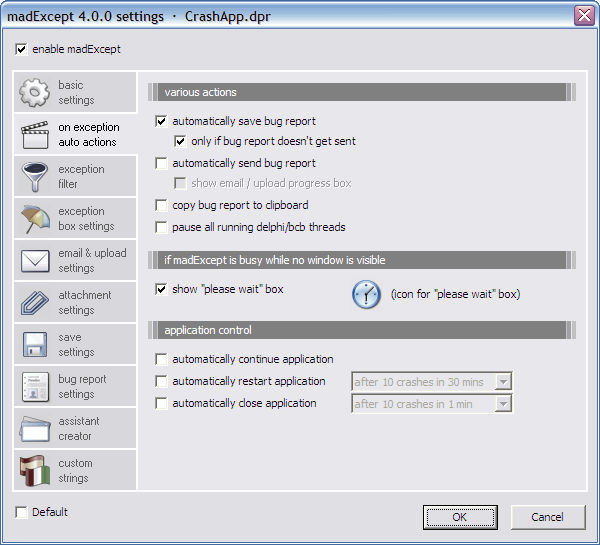 madExcept 4.0.0 settings · CrashApp.dpr
enable madExcept
basic
settings
on exception
auto actions
exception
filter
exception
box settings
email & upload
settings
attachment
settings
save
settings
bug report
settings
assistant
creator
custom
strings
various actions
automatically save bug report
only if bug report doesn't get sent
automatically send bug report
show email / upload progress box
copy bug report to clipboard
pause all running delphi/bcb threads
if madExcept is busy while no window is visible
show "please wait" box
(icon for "please wait" box)
application control
automatically continue application
automatically restart application
after 10 crashes in 30 mins
automatically close application
after 10 crashes in 1 min
Default
OK
Cancel